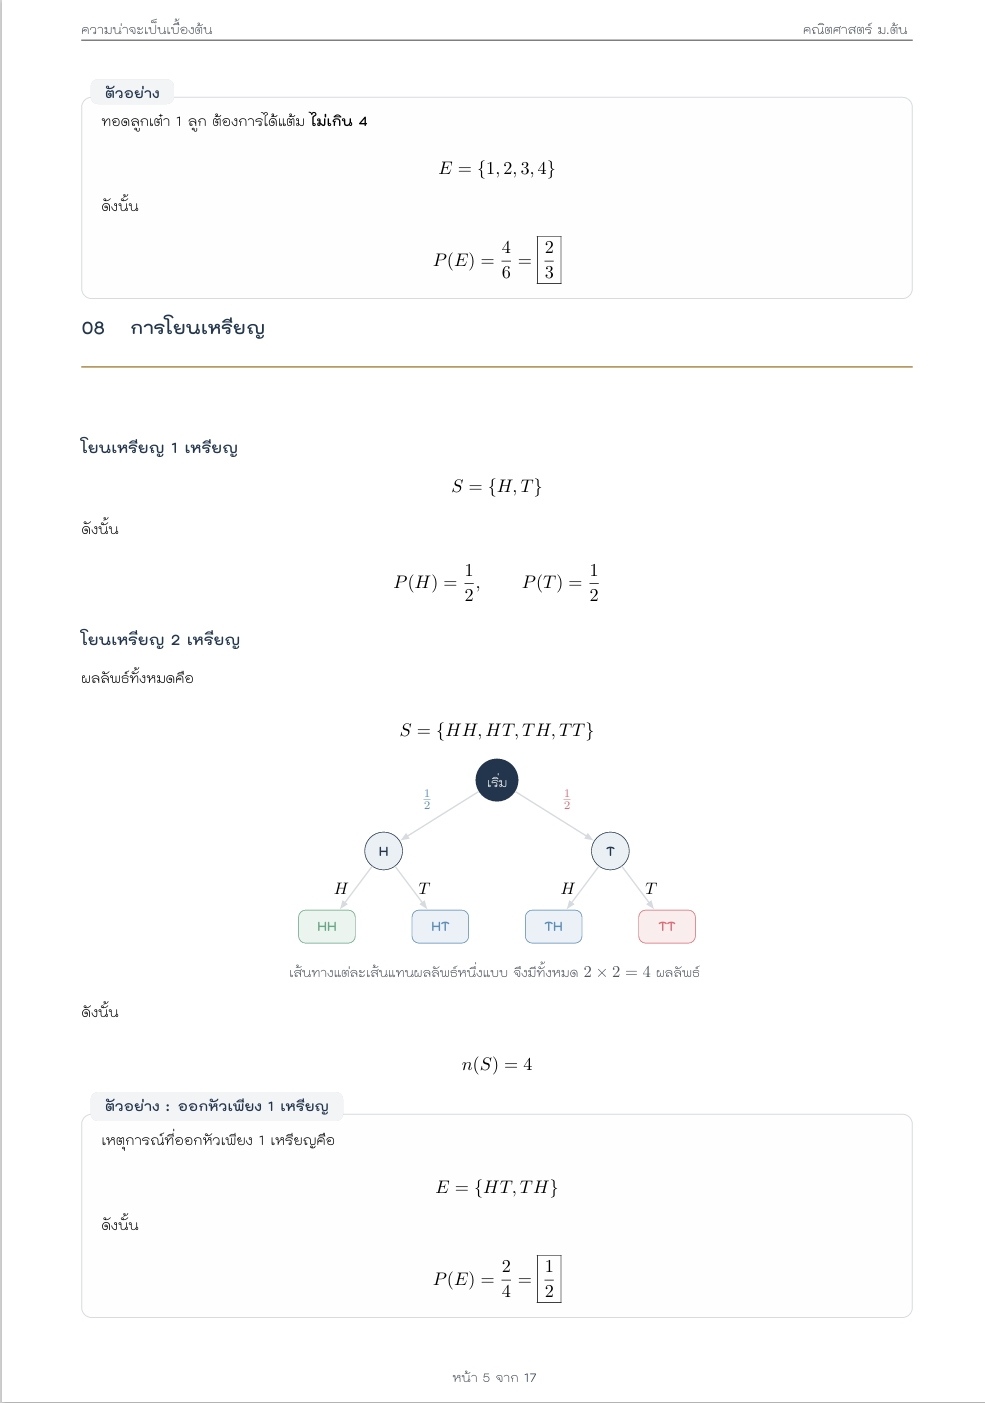 ความน่าจะเป็นเบื้องต้น คณิตศาสตร์ ม.ต้น
ตัวอย่าง
ทอดลูกเต๋า 1 ลูก ต้องการได้แต้ม ไม่เกิน 4
E = {1, 2, 3, 4}
ดังนั้น
P(E) = 4/6 = 2/3
08 การโยนเหรียญ
โยนเหรียญ 1 เหรียญ
S = {H, T}
ดังนั้น
P(H) = 1/2, P(T) = 1/2
โยนเหรียญ 2 เหรียญ
ผลลัพธ์ทั้งหมดคือ
S = {HH, HT, TH, TT}
เริ่ม
1/2 1/2
H T
H T H T
HH HT TH TT
เส้นทางแต่ละเส้นแทนผลลัพธ์หนึ่งแบบ จึงมีทั้งหมด 2 × 2 = 4 ผลลัพธ์
ดังนั้น
n(S) = 4
ตัวอย่าง : ออกหัวเพียง 1 เหรียญ
เหตุการณ์ที่ออกหัวเพียง 1 เหรียญคือ
E = {HT, TH}
ดังนั้น
P(E) = 2/4 = 1/2
หน้า 5 จาก 17